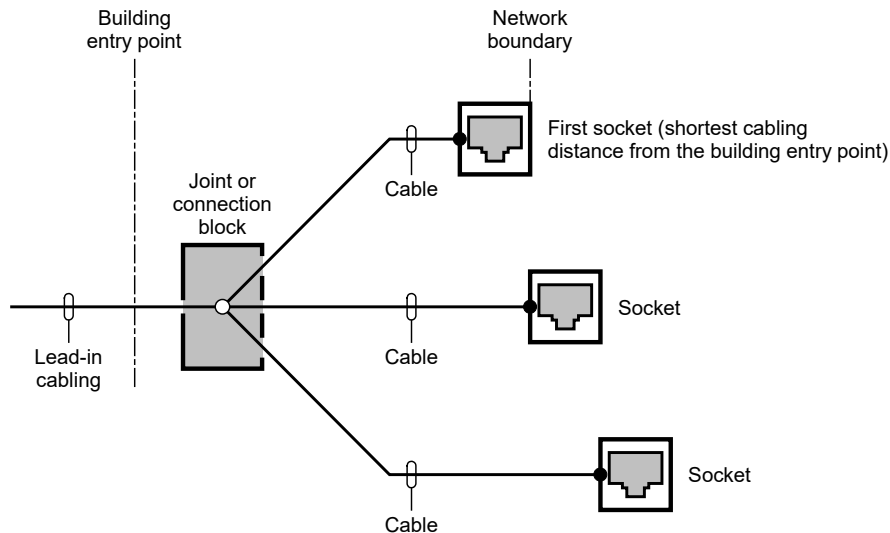 Building
entry point
Network
boundary
First socket (shortest cabling
distance from the building entry point)
Cable
Joint or
connection
block
Socket
Lead-in
cabling
Cable
Socket
Cable